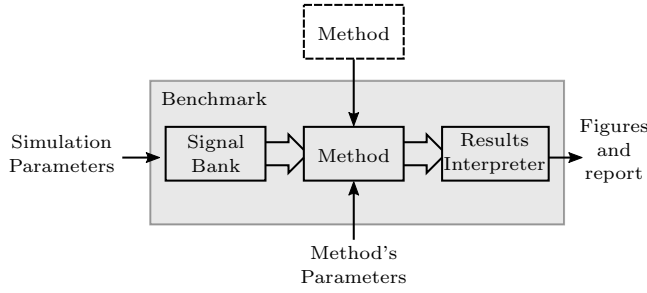 Method
Benchmark
Simulation
Parameters
Signal
Bank
Method
Results
Interpreter
Figures
and
report
Method's
Parameters